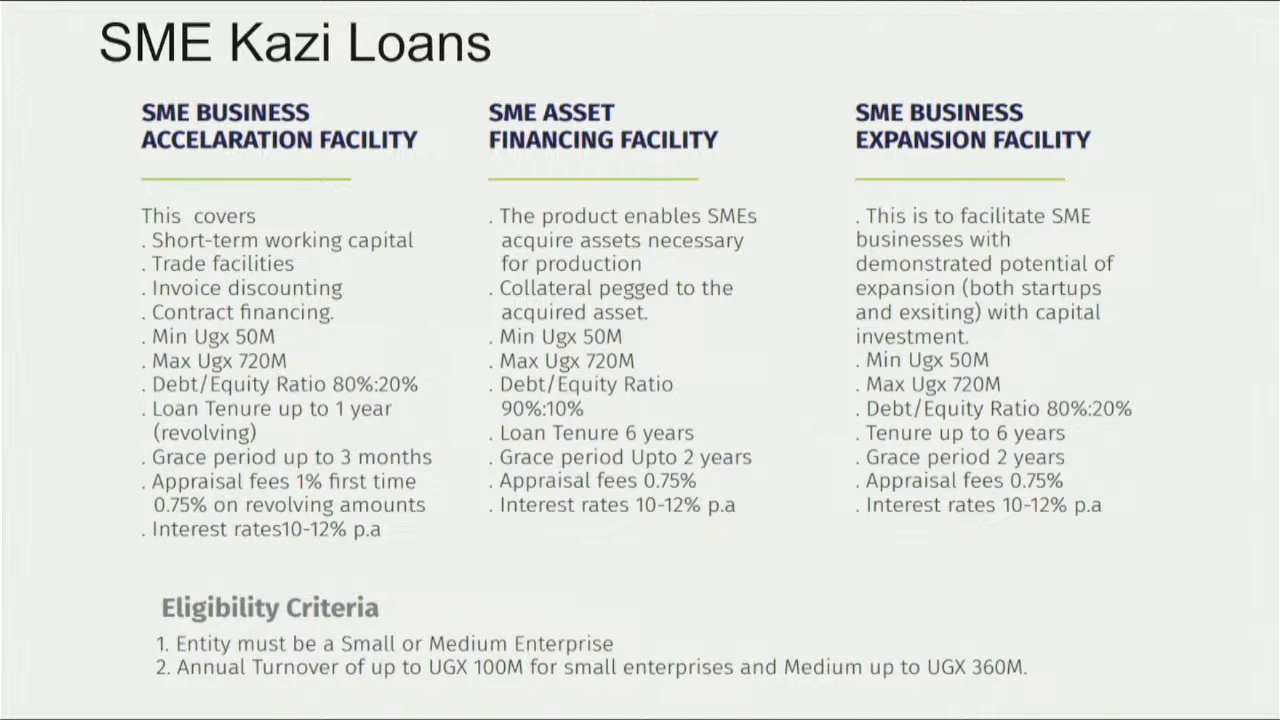 SME Kazi Loans
SME BUSINESS
ACCELARATION FACILITY
This covers
. Short-term working capital
. Trade facilities
. Invoice discounting
. Contract financing.
. Min Ugx 50M
. Max Ugx 720M
. Debt/Equity Ratio 80%:20%
. Loan Tenure up to 1 year
(revolving)
. Grace period up to 3 months
. Appraisal fees 1% first time
0.75% on revolving amounts
. Interest rates10-12% p.a
SME ASSET
FINANCING FACILITY
. The product enables SMEs
acquire assets necessary
for production
. Collateral pegged to the
acquired asset.
. Min Ugx 50M
. Max Ugx 720M
. Debt/Equity Ratio
90%:10%
. Loan Tenure 6 years
. Grace period Upto 2 years
. Appraisal fees 0.75%
. Interest rates 10-12% p.a
SME BUSINESS
EXPANSION FACILITY
. This is to facilitate SME
businesses with
demonstrated potential of
expansion (both startups
and exsiting) with capital
investment.
. Min Ugx 50M
. Max Ugx 720M
. Debt/Equity Ratio 80%:20%
. Tenure up to 6 years
. Grace period 2 years
. Appraisal fees 0.75%
. Interest rates 10-12% p.a
Eligibility Criteria
1. Entity must be a Small or Medium Enterprise
2. Annual Turnover of up to UGX 100M for small enterprises and Medium up to UGX 360M.